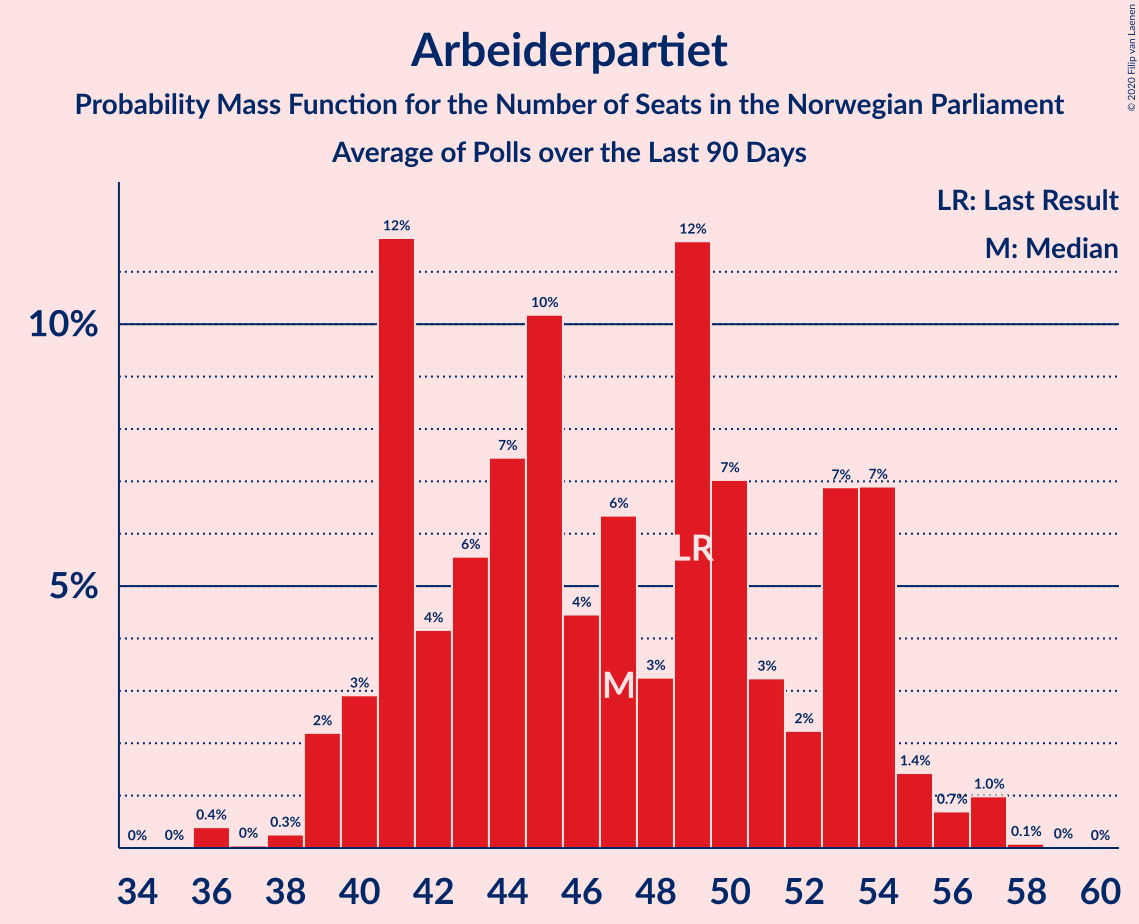 Arbeiderpartiet
Probability Mass Function for the Number of Seats in the Norwegian Parliament
Average of Polls over the Last 90 Days
© 2020 Filip van Laenen
LR: Last Result
M: Median
10%
5%
0% 0% 0.4% 0% 0.3% 2% 3% 12% 4% 6% 7% 10% 4% 6% 3% 12% 7% 3% 2% 7% 7% 1.4% 0.7% 1.0% 0.1% 0% 0%
LR
M
34 36 38 40 42 44 46 48 50 52 54 56 58 60